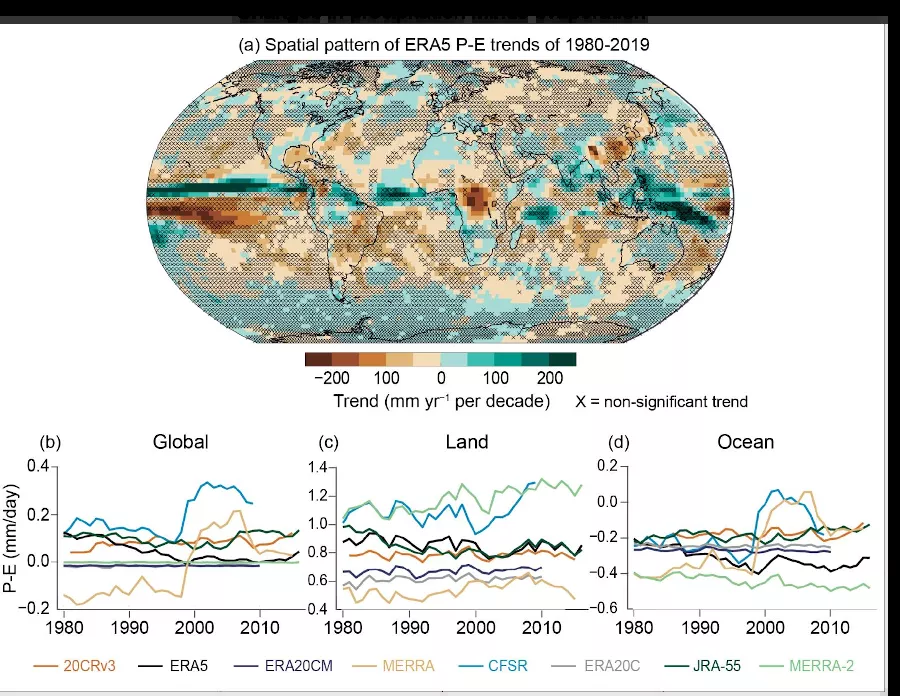 (a) Spatial pattern of ERA5 P-E trends of 1980-2019
−200 100 0 100 200
Trend (mm yr⁻¹ per decade) X = non-significant trend
(b) Global (c) Land (d) Ocean
P-E (mm/day)
0.4
0.2
0.0
−0.2
1980 1990 2000 2010
1.4
1.2
1.0
0.8
0.6
0.4
1980 1990 2000 2010
0.2
0.0
−0.2
−0.4
−0.6
1980 1990 2000 2010
20CRv3 ERA5 ERA20CM MERRA CFSR ERA20C JRA-55 MERRA-2